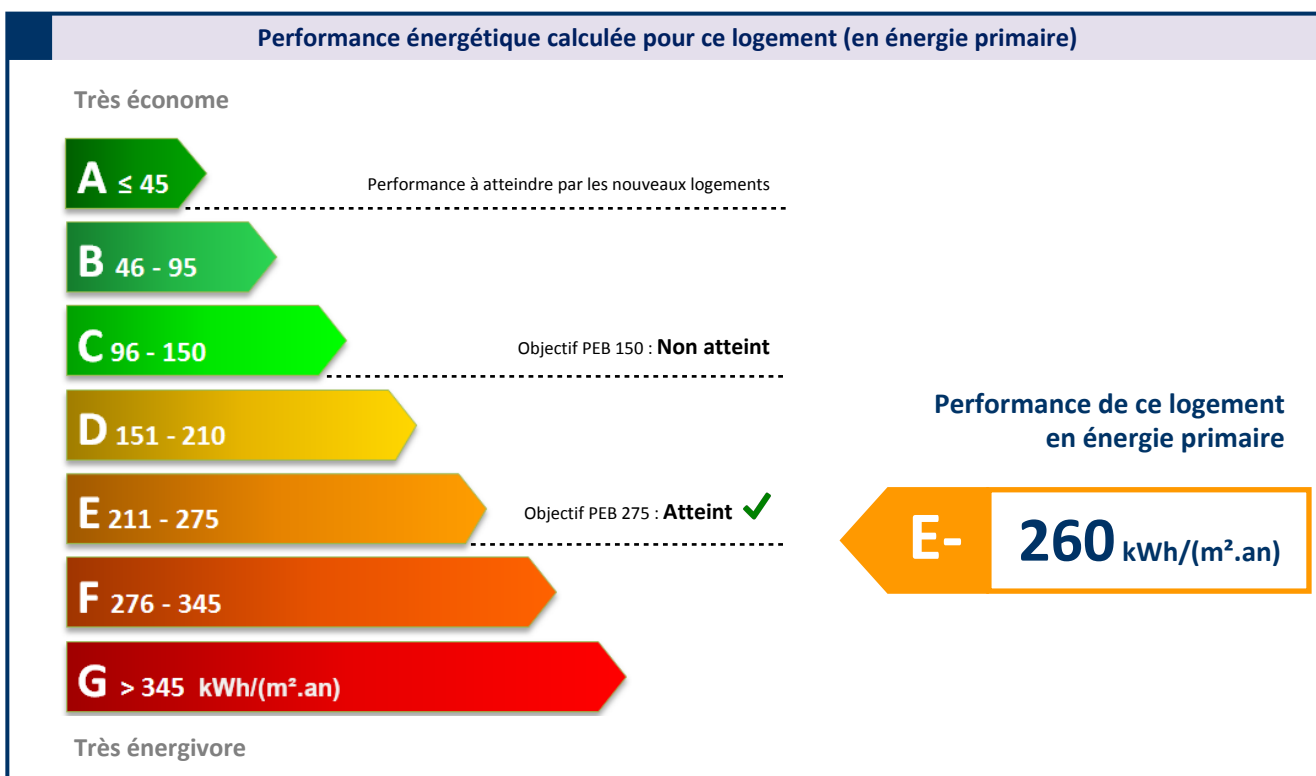 Performance énergétique calculée pour ce logement (en énergie primaire)
Très économe
A ≤ 45
Performance à atteindre par les nouveaux logements
B 46 - 95
C 96 - 150
Objectif PEB 150 : Non atteint
D 151 - 210
Performance de ce logement
en énergie primaire
E 211 - 275
Objectif PEB 275 : Atteint ✓
E- 260 kWh/(m².an)
F 276 - 345
G > 345 kWh/(m².an)
Très énergivore